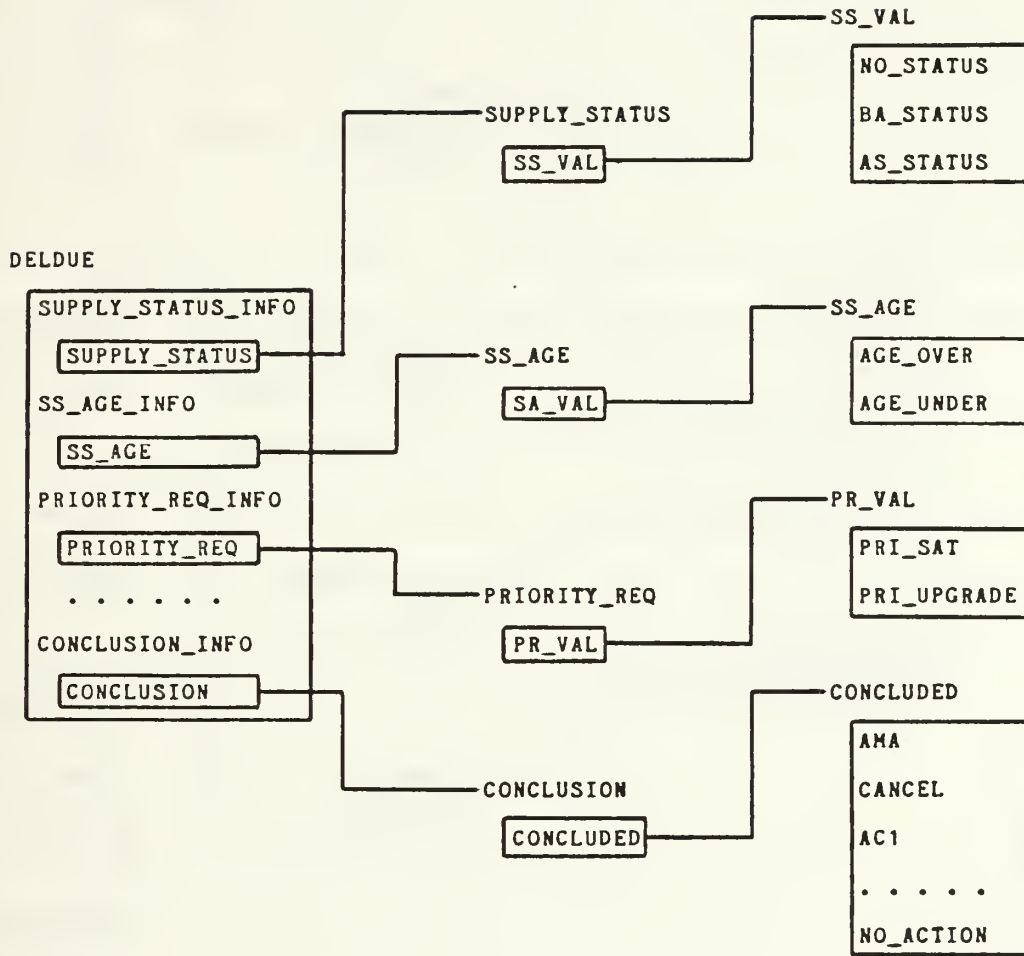 SS_VAL
NO_STATUS
BA_STATUS
AS_STATUS
SUPPLY_STATUS
SS_VAL
DELDUE
SUPPLY_STATUS_INFO
SUPPLY_STATUS
SS_AGE_INFO
SS_AGE
PRIORITY_REQ_INFO
PRIORITY_REQ
. . . . . .
CONCLUSION_INFO
CONCLUSION
SS_AGE
SA_VAL
SS_AGE
AGE_OVER
AGE_UNDER
PRIORITY_REQ
PR_VAL
PR_VAL
PRI_SAT
PRI_UPGRADE
CONCLUSION
CONCLUDED
CONCLUDED
AMA
CANCEL
AC1
. . . . .
NO_ACTION